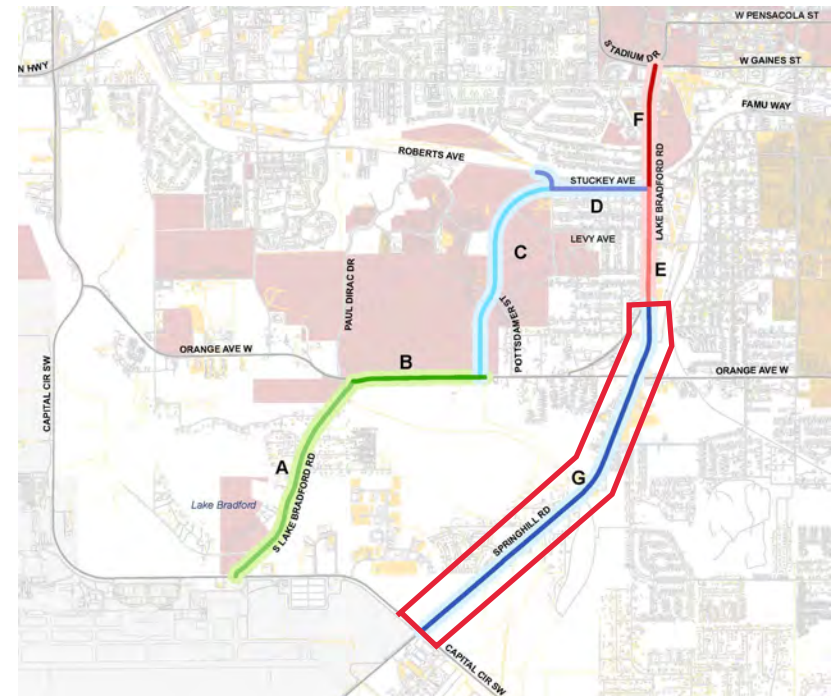 W PENSACOLA ST
STADIUM DR
W GAINES ST
N HWY
FAMU WAY
F
ROBERTS AVE
LAKE BRADFORD RD
STUCKEY AVE
D
LEVY AVE
C
E
PAUL DIRAC DR
POTTSDAMER ST
ORANGE AVE W
B
ORANGE AVE W
CAPITAL CIR SW
A
S LAKE BRADFORD RD
Lake Bradford
G
SPRINGHILL RD
CAPITAL CIR SW